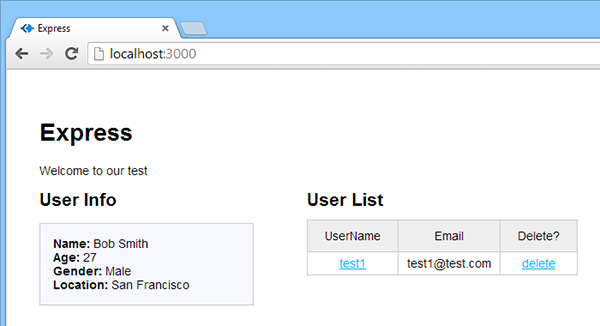 Express
localhost:3000
Express
Welcome to our test
User Info
Name: Bob Smith
Age: 27
Gender: Male
Location: San Francisco
User List
UserName Email Delete?
test1 test1@test.com delete